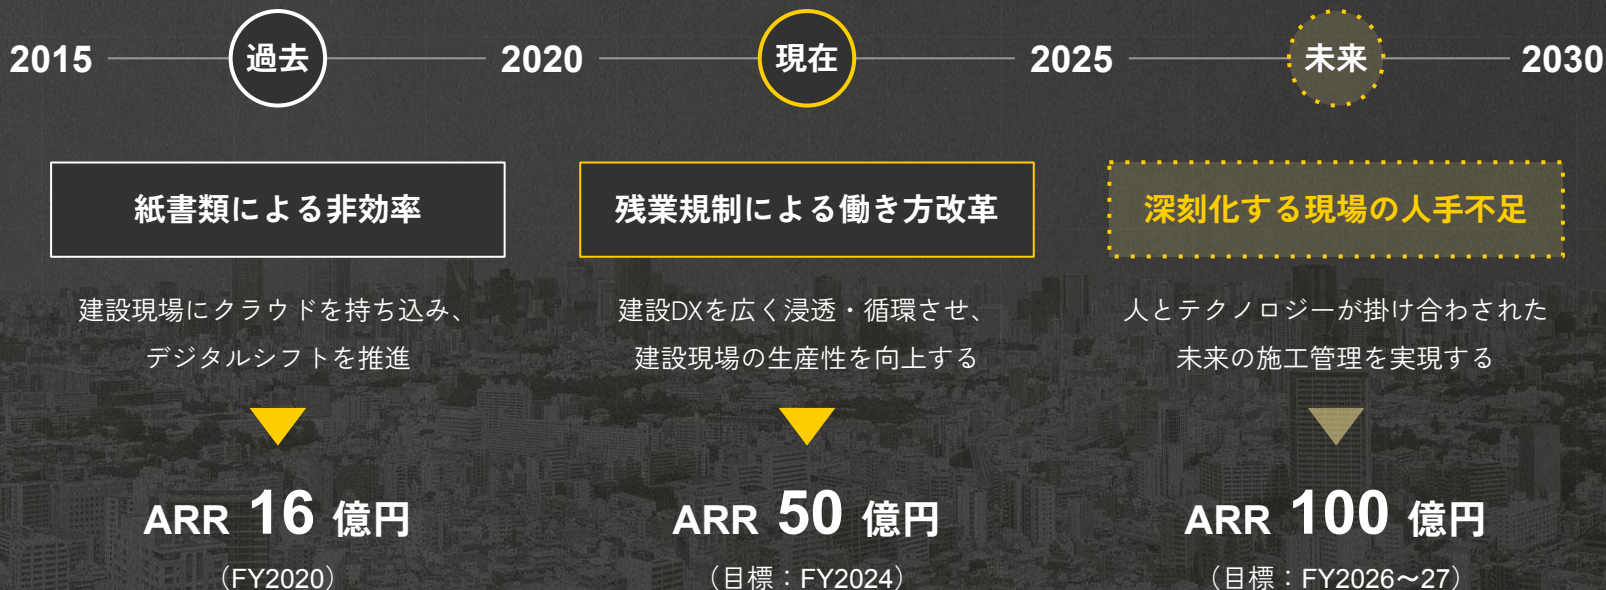 2015 過去 2020 現在 2025 未来 2030
紙書類による非効率
建設現場にクラウドを持ち込み、
デジタルシフトを推進
ARR 16 億円
（FY2020）
残業規制による働き方改革
建設DXを広く浸透・循環させ、
建設現場の生産性を向上する
ARR 50 億円
（目標：FY2024）
深刻化する現場の人手不足
人とテクノロジーが掛け合わされた
未来の施工管理を実現する
ARR 100 億円
（目標：FY2026〜27）